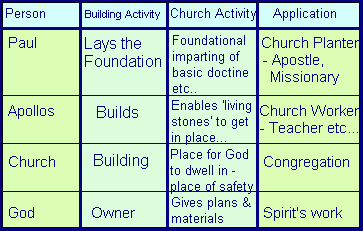 Person
Building Activity
Church Activity
Application
Paul
Lays the
Foundation
Foundational
imparting of
basic doctine
etc..
Church Planter
- Apostle,
Missionary
Apollos
Builds
Enables 'living
stones' to get
in place...
Church Worker
- Teacher etc...
Church
Building
Place for God
to dwell in -
place of safety
Congregation
God
Owner
Gives plans &
materials
Spirit's work